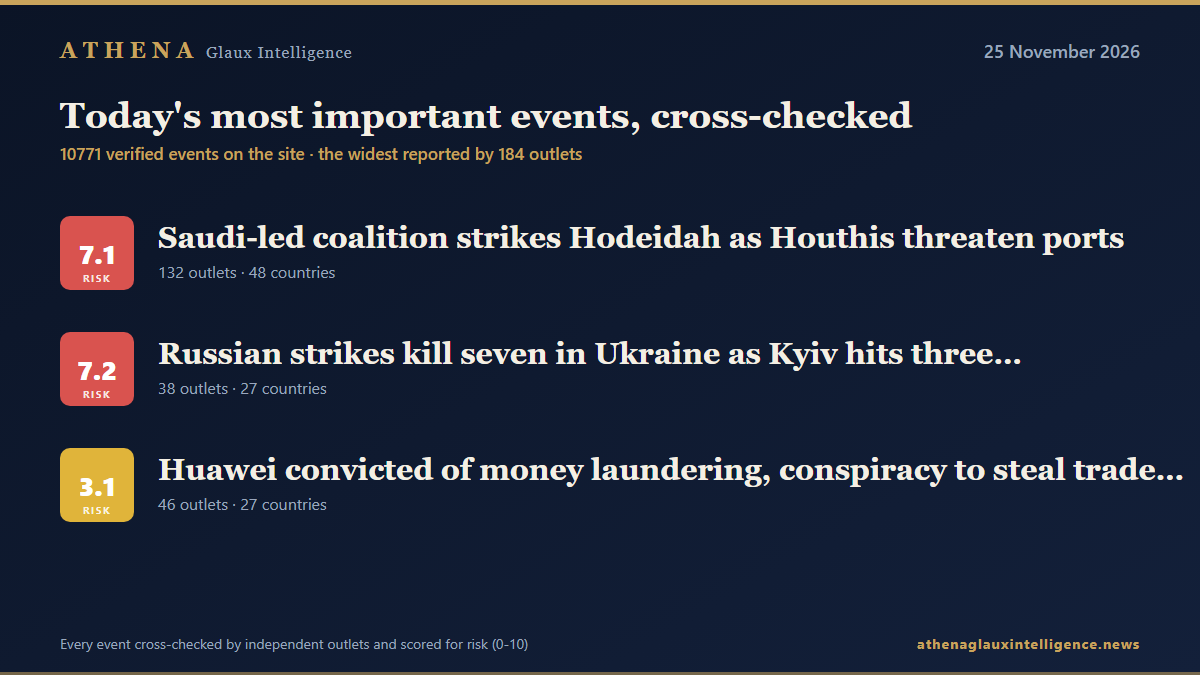 ATHENA Glaux Intelligence
25 November 2026
Today's most important events, cross-checked
10771 verified events on the site · the widest reported by 184 outlets
7.1
RISK
Saudi-led coalition strikes Hodeidah as Houthis threaten ports
132 outlets · 48 countries
7.2
RISK
Russian strikes kill seven in Ukraine as Kyiv hits three...
38 outlets · 27 countries
3.1
RISK
Huawei convicted of money laundering, conspiracy to steal trade...
46 outlets · 27 countries
Every event cross-checked by independent outlets and scored for risk (0-10)
athenaglauxintelligence.news